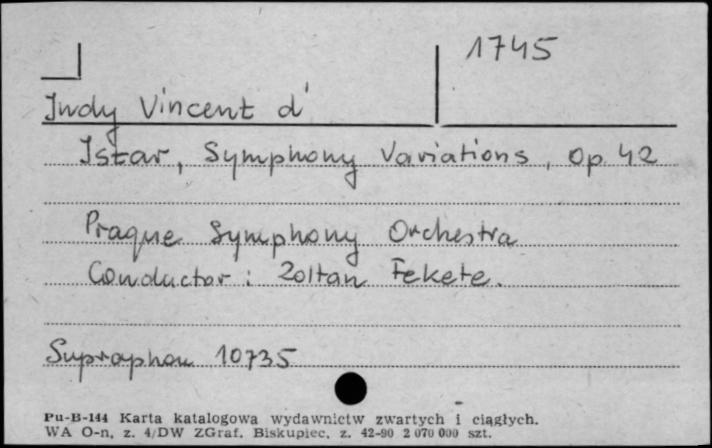 1745
Indy Vincent d'
Istar, Symphony Variations, op. 42
Prague Symphony Orchestra
Conductor: Zoltan Fekete.
Supraphon 10735
Pu-B-144 Karta katalogowa wydawnictw zwartych i ciągłych.
WA O-n, z. 4/DW ZGraf. Biskupiec, z. 42-90 2 070 000 szt.